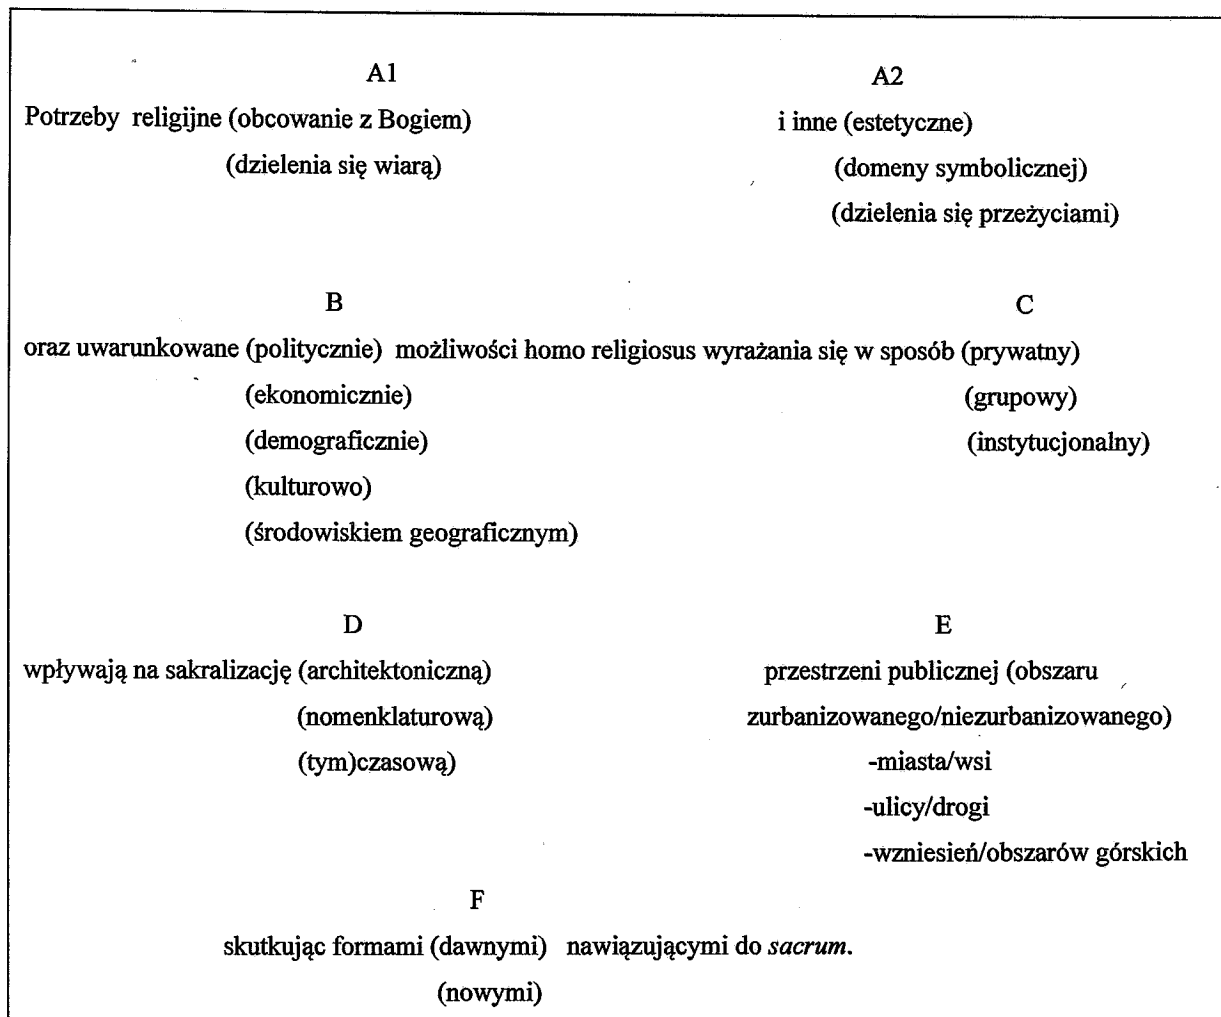 A1 A2
Potrzeby religijne (obcowanie z Bogiem) i inne (estetyczne)
(dzielenia się wiarą) (domeny symbolicznej)
(dzielenia się przeżyciami)
B C
oraz uwarunkowane (politycznie) możliwości homo religiosus wyrażania się w sposób (prywatny)
(ekonomicznie) (grupowy)
(demograficznie) (instytucjonalny)
(kulturowo)
(środowiskiem geograficznym)
D E
wpływają na sakralizację (architektoniczną) przestrzeni publicznej (obszaru
(nomenklaturową) zurbanizowanego/niezurbanizowanego)
(tym)czasową) -miasta/wsi
-ulicy/drogi
-wzniesień/obszarów górskich
F
skutkując formami (dawnymi) nawiązującymi do sacrum.
(nowymi)